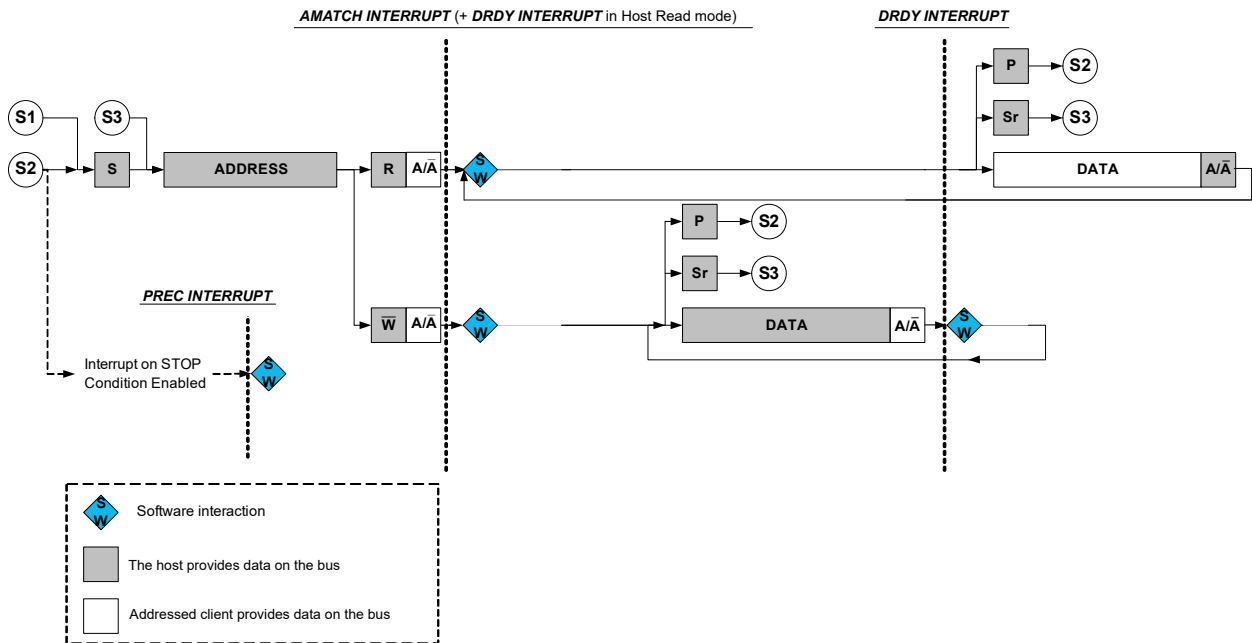 AMATCH INTERRUPT (+ DRDY INTERRUPT in Host Read mode)
DRDY INTERRUPT
P
S2
S1
S3
Sr
S3
S2
S
ADDRESS
R
A/Ā
S
W
DATA
A/Ā
P
S2
Sr
S3
PREC INTERRUPT
W̅
A/Ā
S
W
DATA
A/Ā
S
W
Interrupt on STOP
Condition Enabled
S
W
S
W
Software interaction
The host provides data on the bus
Addressed client provides data on the bus